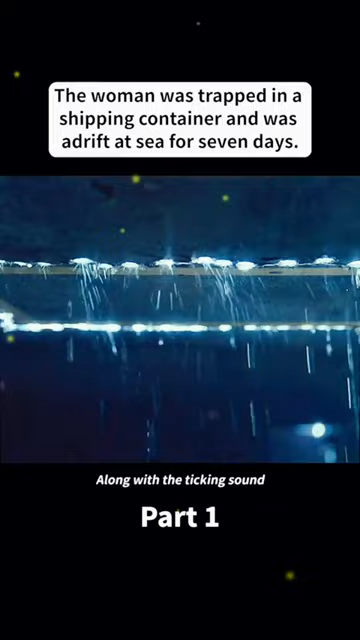 The woman was trapped in a
shipping container and was
adrift at sea for seven days.
Along with the ticking sound
Part 1